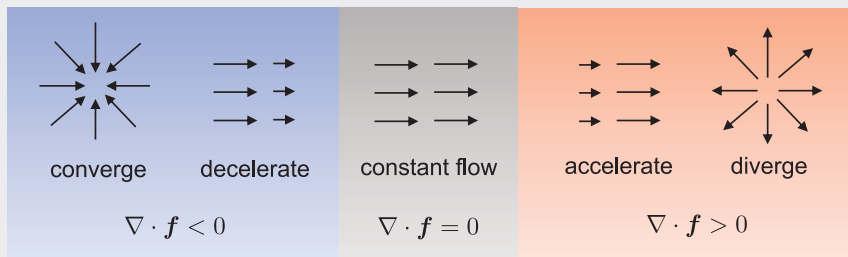 converge decelerate constant flow accelerate diverge
∇ · f < 0 ∇ · f = 0 ∇ · f > 0